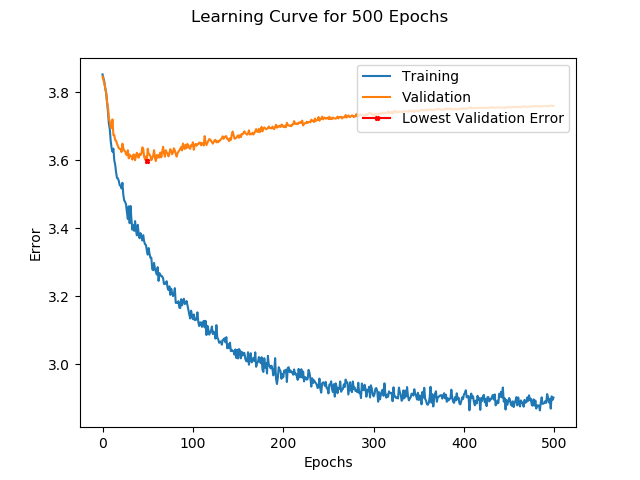 Learning Curve for 500 Epochs
Training
Validation
Lowest Validation Error
3.8
3.6
3.4
3.2
3.0
Error
0
100
200
300
400
500
Epochs